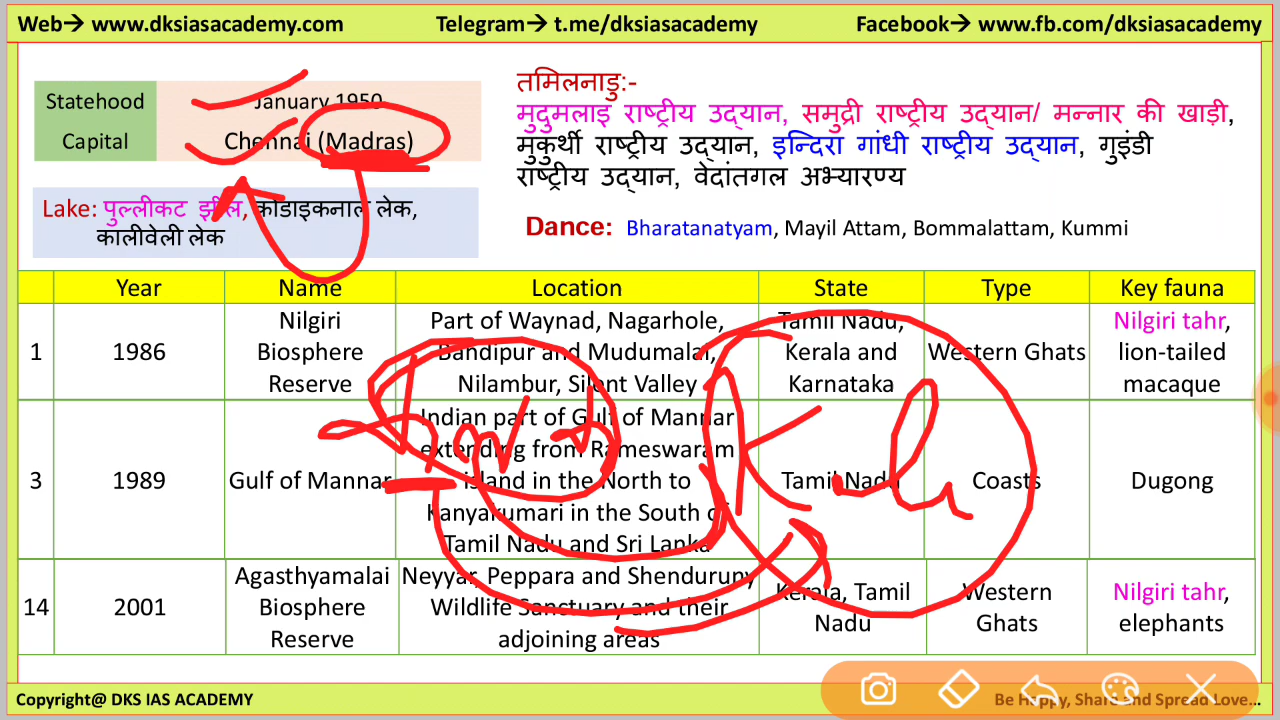 Web→ www.dksiasacademy.com Telegram→ t.me/dksiasacademy Facebook→ www.fb.com/dksiasacademy
Statehood January 1950
Capital Chennai (Madras)
Lake: पुल्लीकट झील, कोडाइकनाल लेक,
कालीवेली लेक
तमिलनाडु:-
मुदुमलाइ राष्ट्रीय उद्यान, समुद्री राष्ट्रीय उद्यान/ मन्नार की खाड़ी,
मुकुर्थी राष्ट्रीय उद्यान, इन्दिरा गांधी राष्ट्रीय उद्यान, गुइंडी
राष्ट्रीय उद्यान, वेदांतगल अभ्यारण्य
Dance: Bharatanatyam, Mayil Attam, Bommalattam, Kummi
Year Name Location State Type Key fauna
1 1986 Nilgiri Biosphere Reserve Part of Waynad, Nagarhole, Bandipur and Mudumalai, Nilambur, Silent Valley Tamil Nadu, Kerala and Karnataka Western Ghats Nilgiri tahr, lion-tailed macaque
3 1989 Gulf of Mannar Indian part of Gulf of Mannar extending from Rameswaram island in the North to Kanyakumari in the South of Tamil Nadu and Sri Lanka Tamil Nadu Coasts Dugong
14 2001 Agasthyamalai Biosphere Reserve Neyyar, Peppara and Shendurupy Wildlife Sanctuary and their adjoining areas Kerala, Tamil Nadu Western Ghats Nilgiri tahr, elephants
Copyright@ DKS IAS ACADEMY Be Happy, Share and Spread Love...